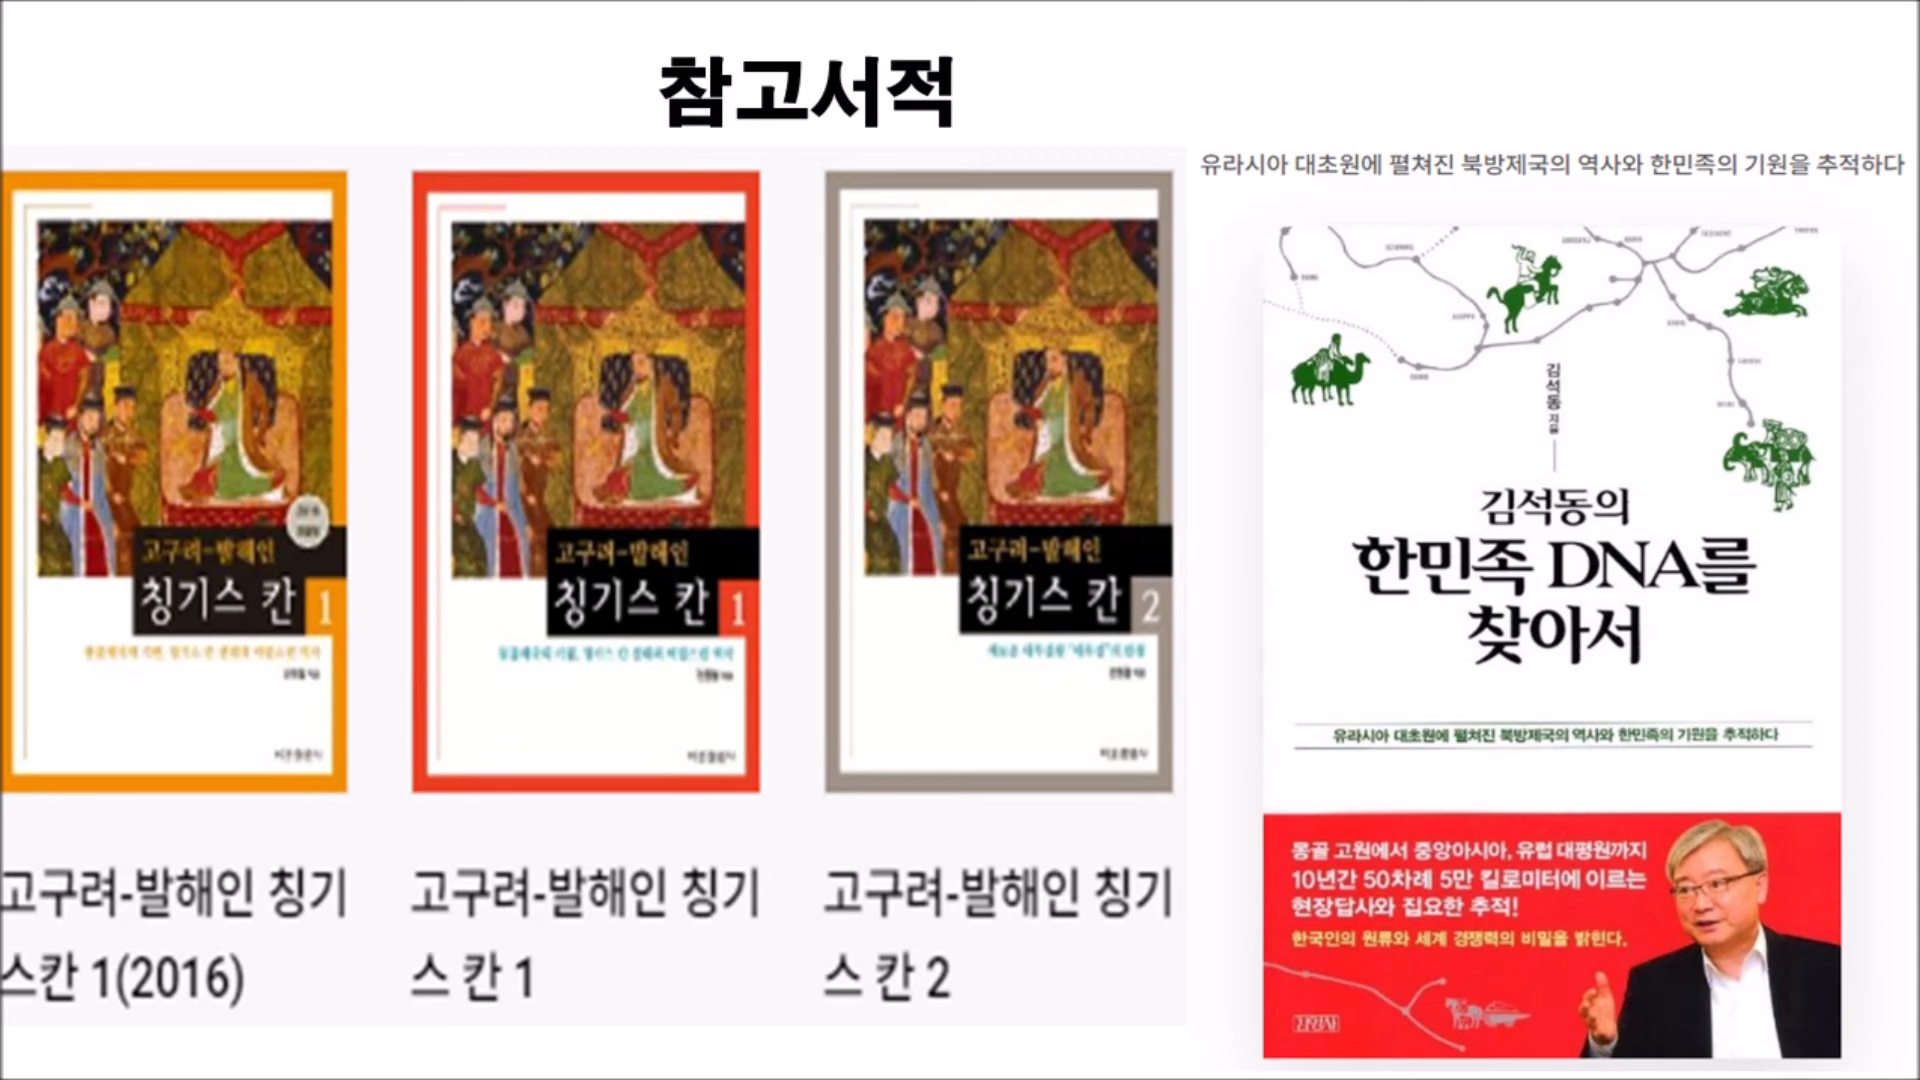 참고서적
고구려-발해인
칭기스 칸 1
고구려-발해인 칭기
스칸 1(2016)
고구려-발해인
칭기스 칸 1
고구려-발해인 칭기
스 칸 1
고구려-발해인
칭기스 칸 2
고구려-발해인 칭기
스 칸 2
유라시아 대초원에 펼쳐진 북방제국의 역사와 한민족의 기원을 추적하다
김석동 지음
김석동의
한민족 DNA를
찾아서
유라시아 대초원에 펼쳐진 북방제국의 역사와 한민족의 기원을 추적하다
몽골 고원에서 중앙아시아, 유럽 대평원까지
10년간 50차례 5만 킬로미터에 이르는
현장답사와 집요한 추적!
한국인의 원류와 세계 경쟁력의 비밀을 밝힌다.
김영사